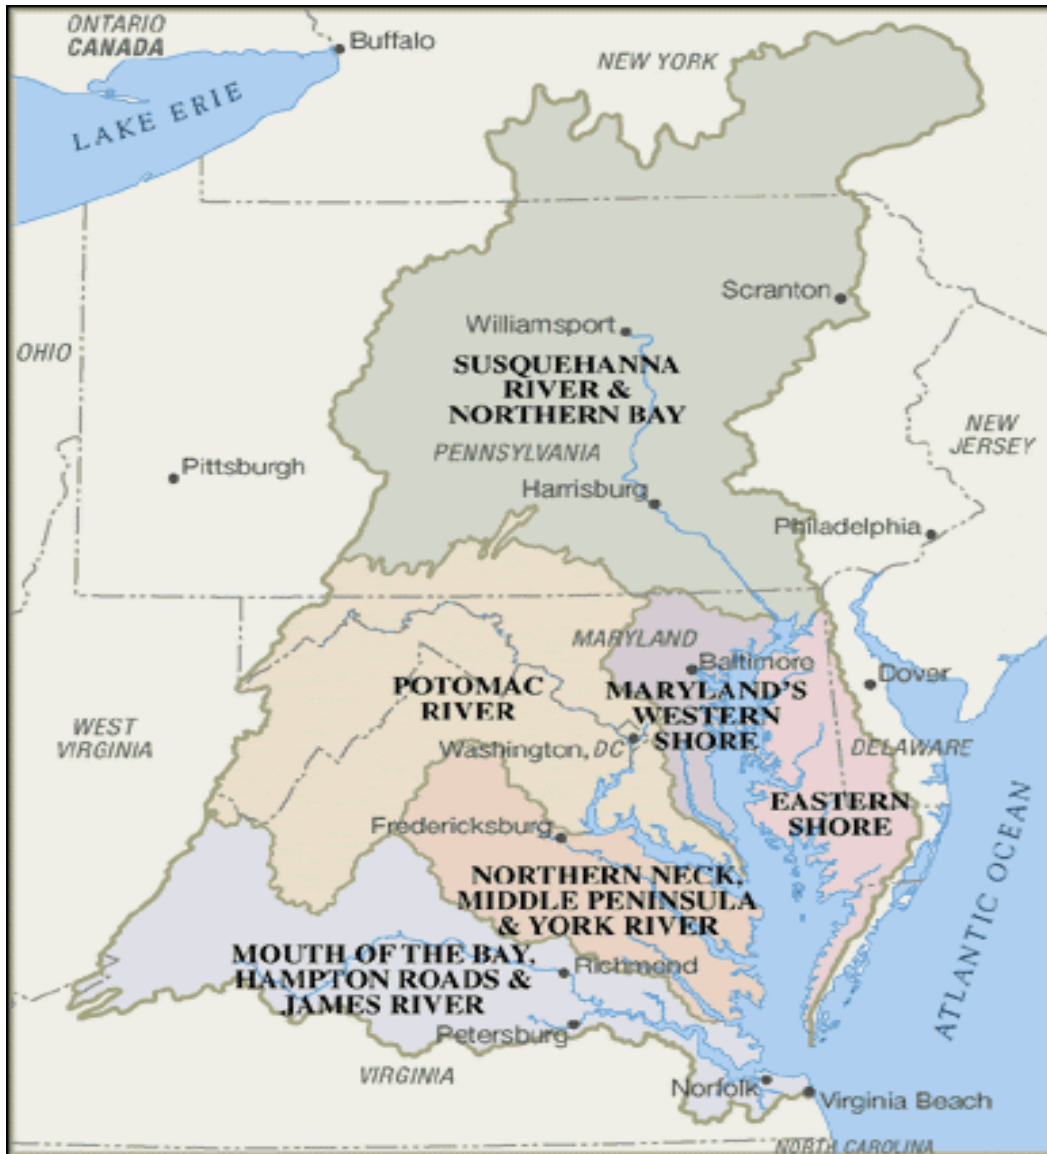 ONTARIO
CANADA
Buffalo
NEW YORK
LAKE ERIE
Scranton
Williamsport
OHIO
SUSQUEHANNA
RIVER &
NORTHERN BAY
NEW
JERSEY
PENNSYLVANIA
Pittsburgh
Harrisburg
Philadelphia
MARYLAND
Baltimore
Dover
POTOMAC
RIVER
MARYLAND'S
WESTERN
SHORE
WEST
VIRGINIA
Washington, DC
DELAWARE
EASTERN
SHORE
Fredericksburg
NORTHERN NECK,
MIDDLE PENINSULA
& YORK RIVER
ATLANTIC OCEAN
MOUTH OF THE BAY,
HAMPTON ROADS &
JAMES RIVER
Richmond
Petersburg
VIRGINIA
Norfolk
Virginia Beach
NORTH CAROLINA